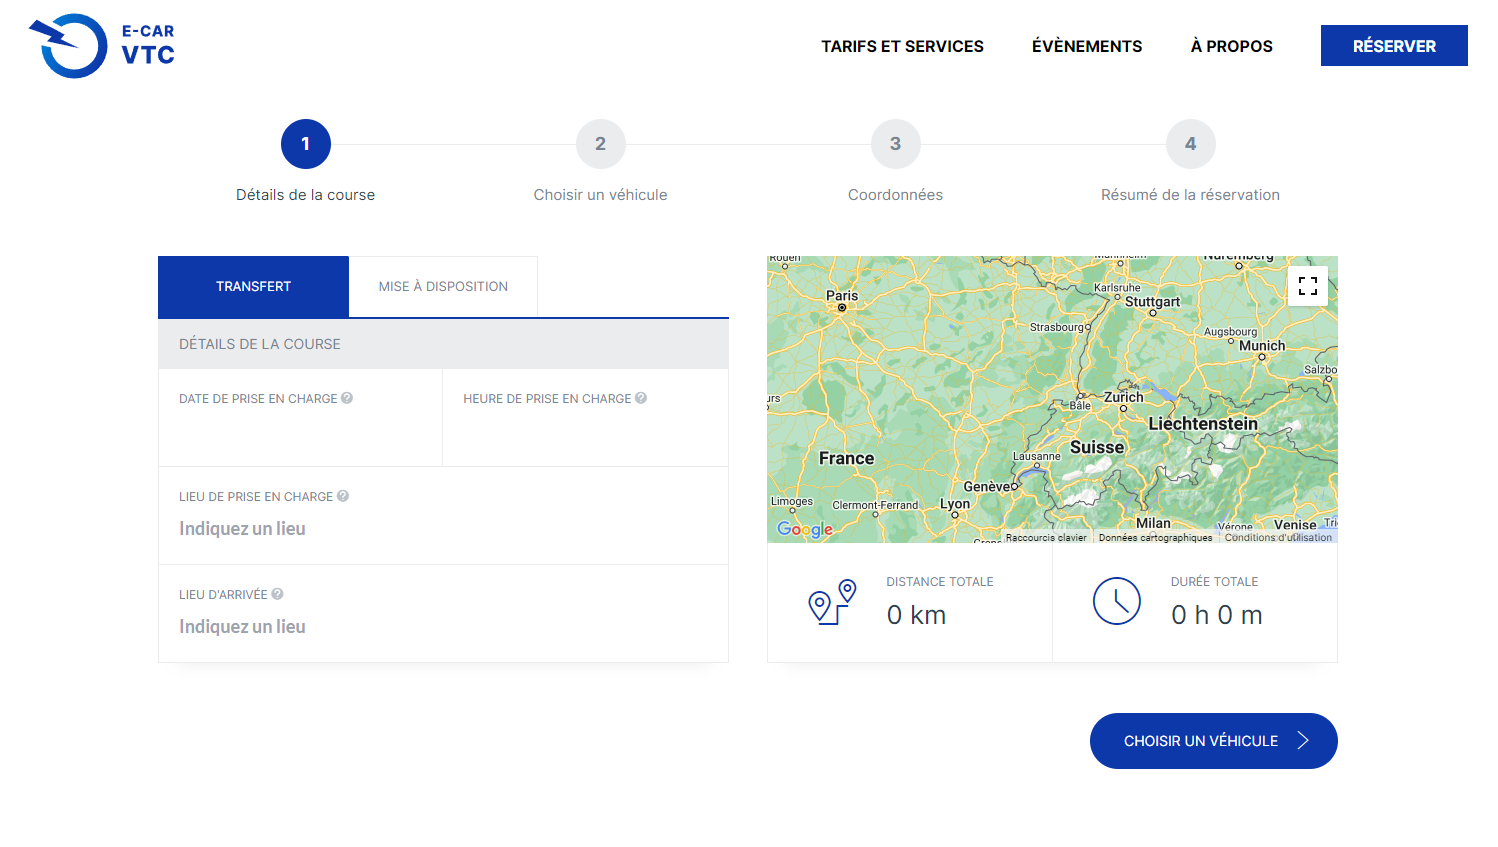 E-CAR
VTC
TARIFS ET SERVICES
ÉVÈNEMENTS
À PROPOS
RÉSERVER
1
2
3
4
Détails de la course
Choisir un véhicule
Coordonnées
Résumé de la réservation
TRANSFERT
MISE À DISPOSITION
DÉTAILS DE LA COURSE
DATE DE PRISE EN CHARGE
HEURE DE PRISE EN CHARGE
LIEU DE PRISE EN CHARGE
Indiquez un lieu
LIEU D'ARRIVÉE
Indiquez un lieu
Rouen
Paris
Karlsruhe
Stuttgart
Strasbourg
Augsbourg
Munich
Zurich
Bâle
Liechtenstein
Suisse
France
Lausanne
Genève
Limoges
Clermont-Ferrand
Lyon
Milan
Vérone
Venise
Google
Raccourcis clavier
Données cartographiques
Conditions d'utilisation
DISTANCE TOTALE
0 km
DURÉE TOTALE
0 h 0 m
CHOISIR UN VÉHICULE